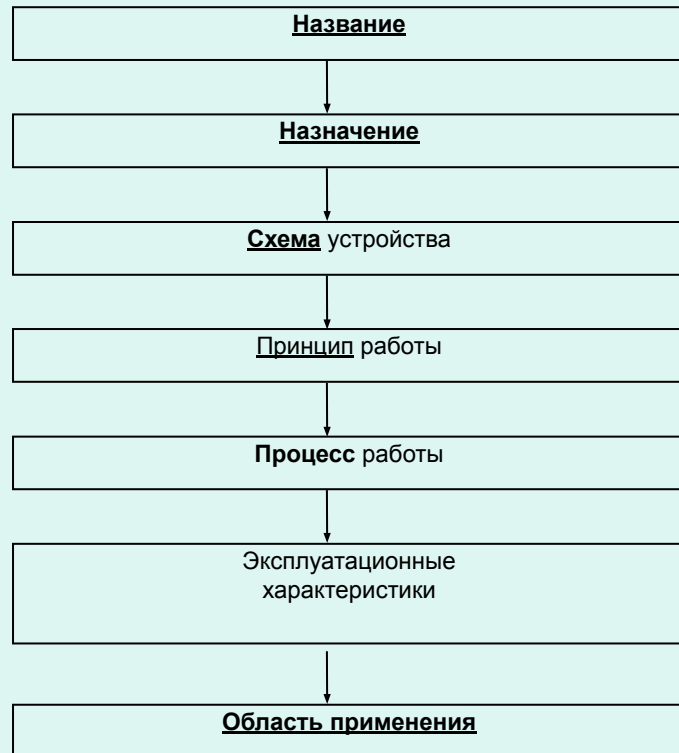 Название
Назначение
Схема устройства
Принцип работы
Процесс работы
Эксплуатационные
характеристики
Область применения